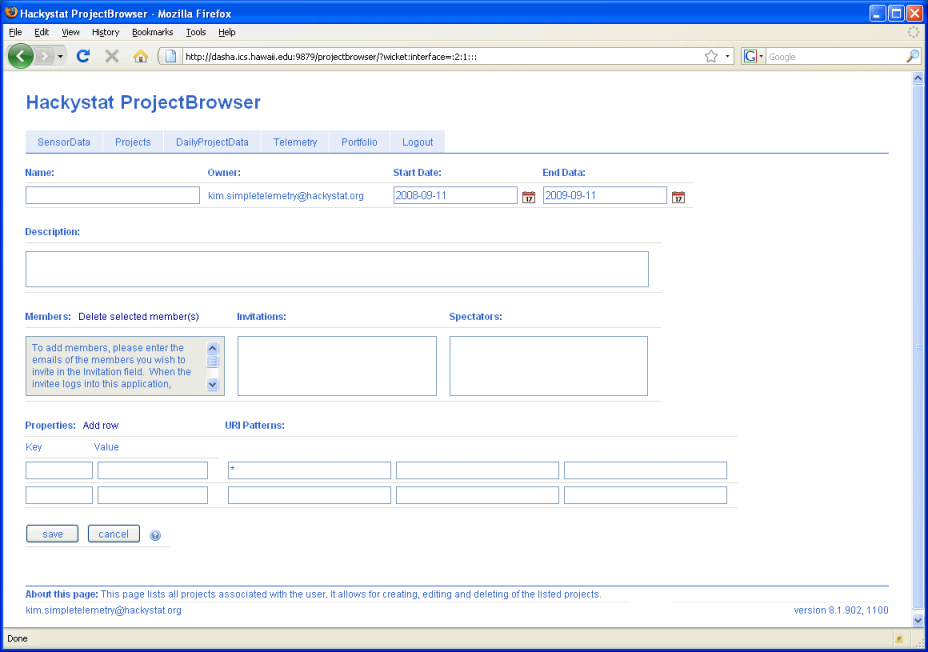 Hackystat ProjectBrowser - Mozilla Firefox
File Edit View History Bookmarks Tools Help
http://dasha.ics.hawaii.edu:9879/projectbrowser/?wicket:interface=:2:1::: G Google
Hackystat ProjectBrowser
SensorData Projects DailyProjectData Telemetry Portfolio Logout
Name: Owner: Start Date: End Data:
kim.simpletelemetry@hackystat.org 2008-09-11 17 2009-09-11 17
Description:
Members: Delete selected member(s) Invitations: Spectators:
To add members, please enter the
emails of the members you wish to
invite in the Invitation field. When the
invitee logs into this application,
Properties: Add row URI Patterns:
Key Value
*
save cancel ?
About this page: This page lists all projects associated with the user. It allows for creating, editing and deleting of the listed projects.
kim.simpletelemetry@hackystat.org version 8.1.902, 1100
Done